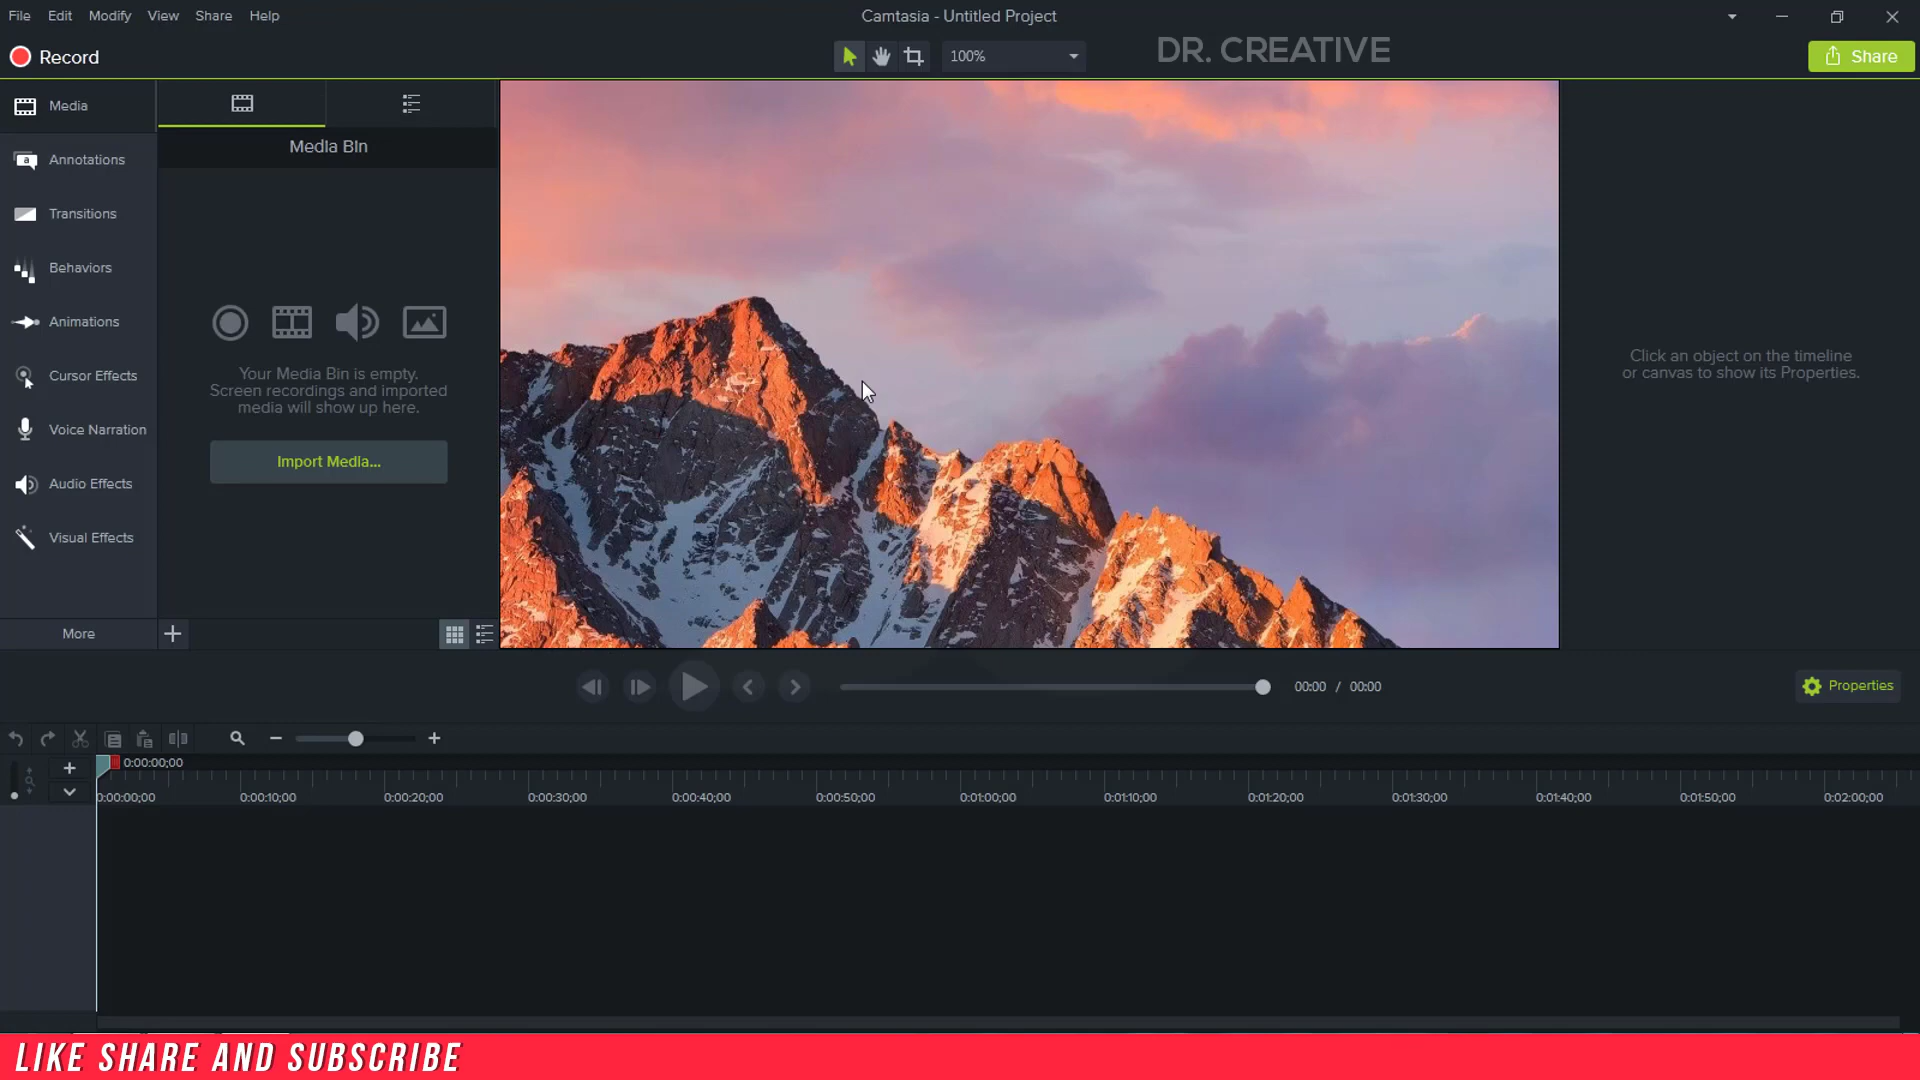 File Edit Modify View Share Help
Camtasia - Untitled Project
Record
100%
DR. CREATIVE
Share
Media
Annotations
Transitions
Behaviors
Animations
Cursor Effects
Voice Narration
Audio Effects
Visual Effects
More
Media Bin
Your Media Bin is empty.
Screen recordings and imported
media will show up here.
Import Media...
Click an object on the timeline
or canvas to show its Properties.
00:00 / 00:00
Properties
0:00:00;00
0:00:00;00 0:00:10;00 0:00:20;00 0:00:30;00 0:00:40;00 0:00:50;00 0:01:00;00 0:01:10;00 0:01:20;00 0:01:30;00 0:01:40;00 0:01:50;00 0:02:00;00
LIKE SHARE AND SUBSCRIBE